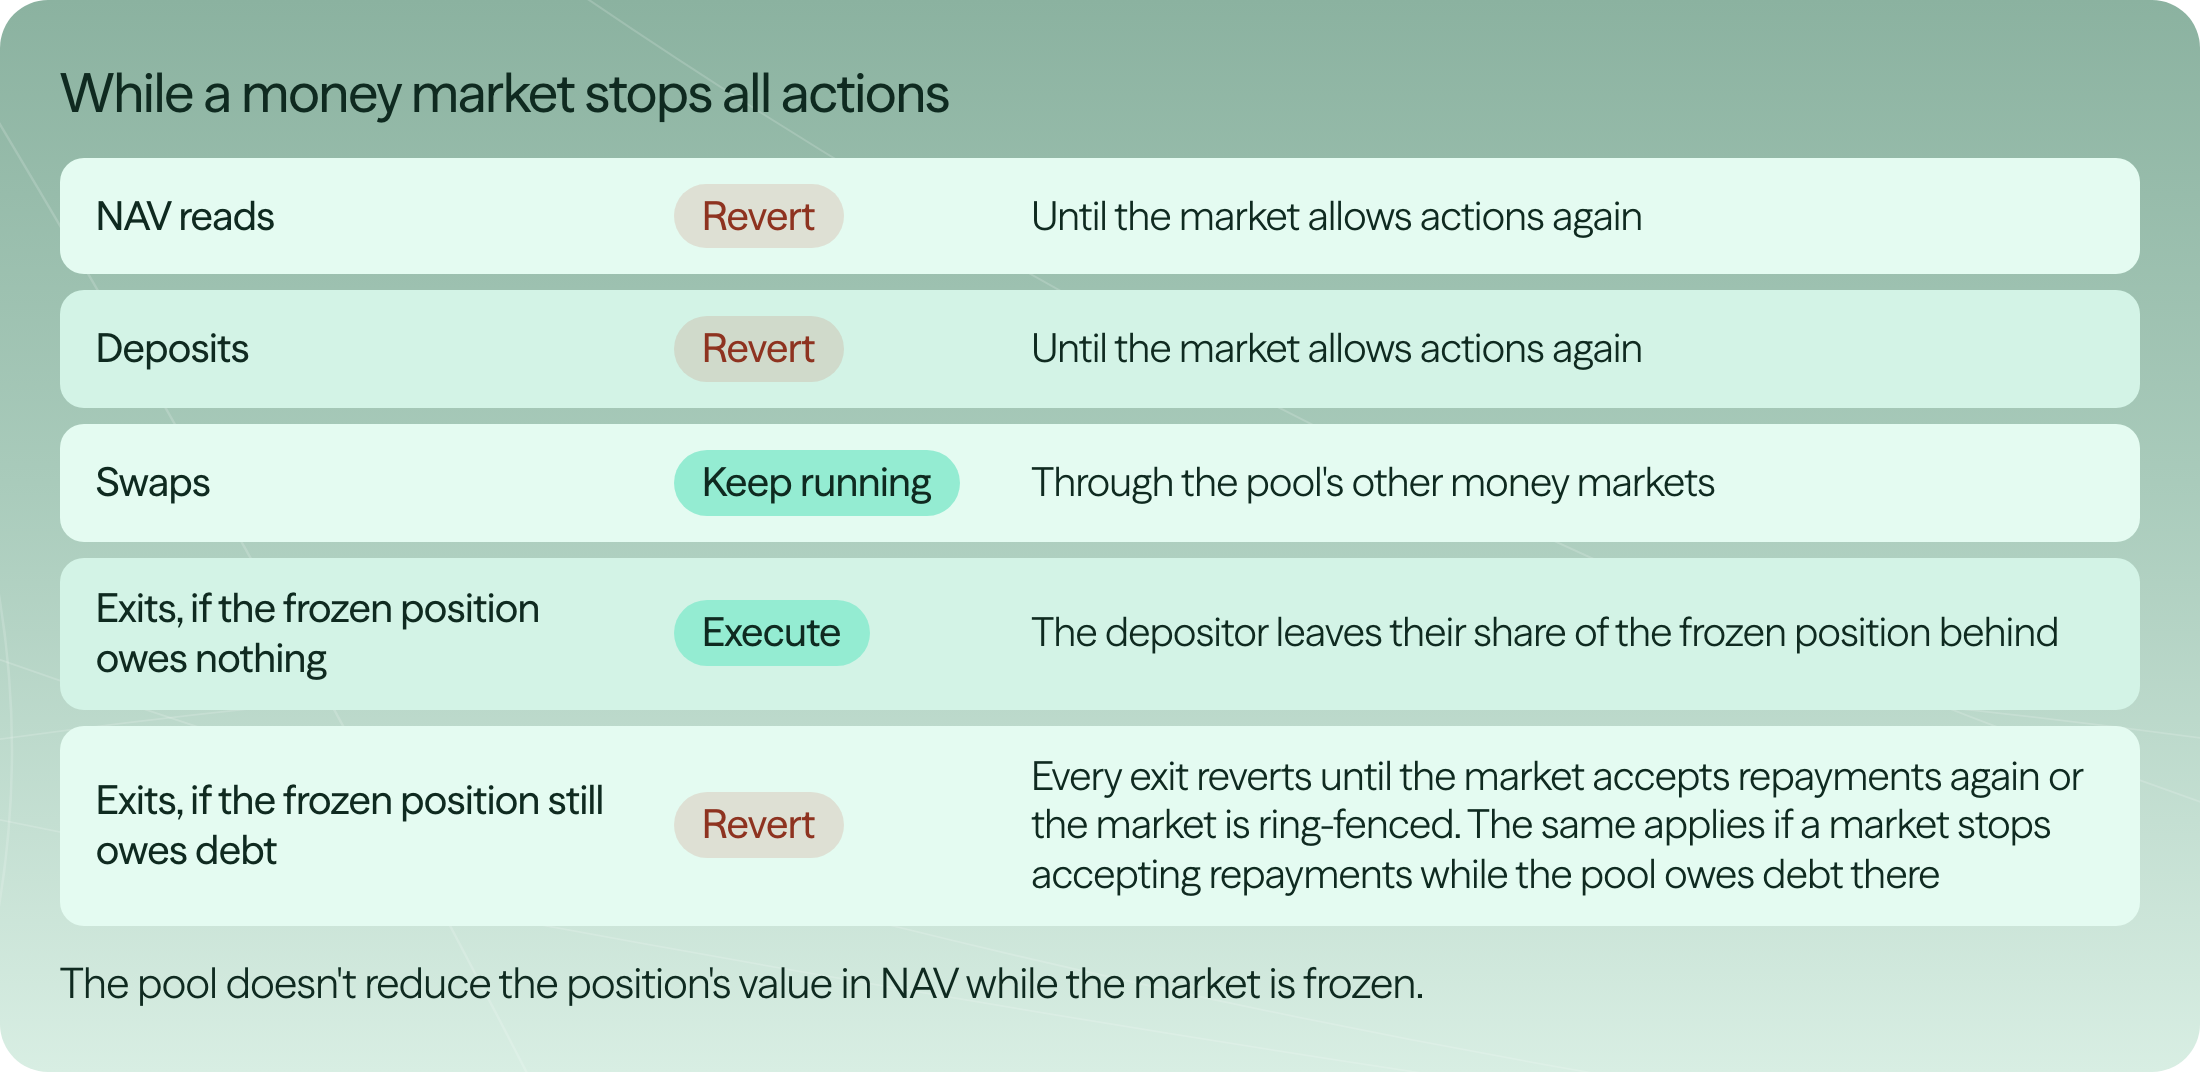 While a money market stops all actions
NAV reads
Revert
Until the market allows actions again
Deposits
Revert
Until the market allows actions again
Swaps
Keep running
Through the pool's other money markets
Exits, if the frozen position
owes nothing
Execute
The depositor leaves their share of the frozen position behind
Exits, if the frozen position still
owes debt
Revert
Every exit reverts until the market accepts repayments again or
the market is ring-fenced. The same applies if a market stops
accepting repayments while the pool owes debt there
The pool doesn't reduce the position's value in NAV while the market is frozen.